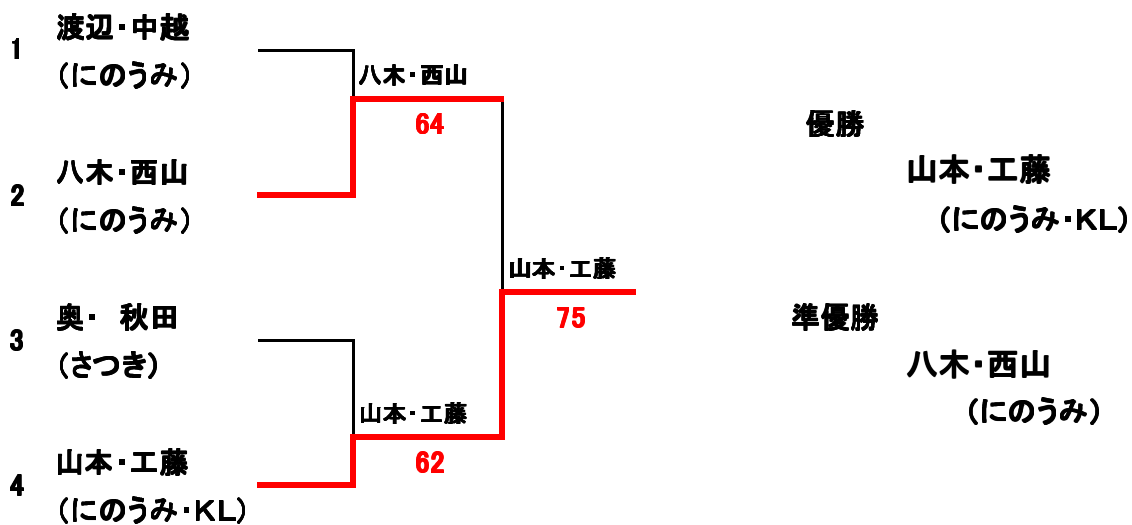 1
渡辺・中越
(にのうみ)
2
八木・西山
(にのうみ)
3
奥・ 秋田
(さつき)
4
山本・工藤
(にのうみ・KL)
八木・西山
64
山本・工藤
62
山本・工藤
75
優勝
山本・工藤
(にのうみ・KL)
準優勝
八木・西山
(にのうみ)